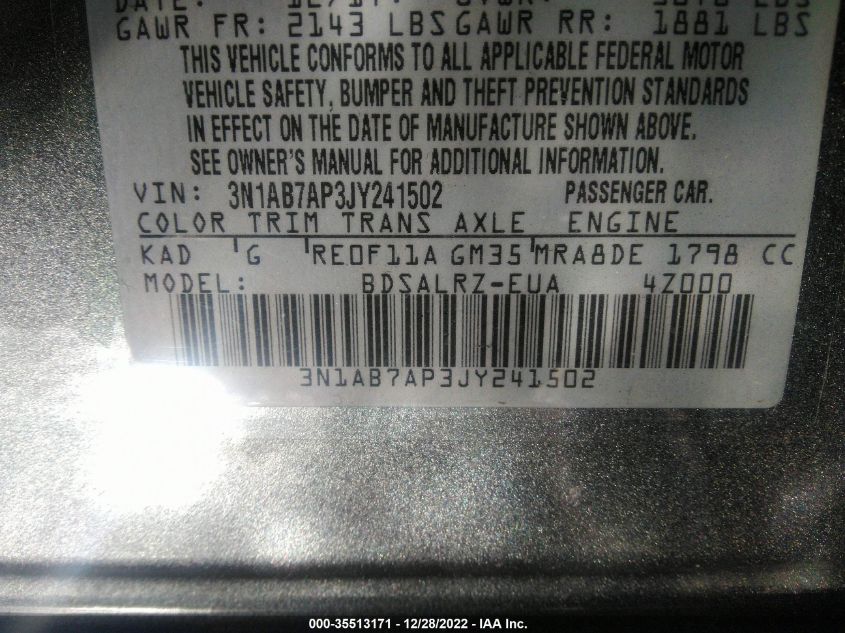 GAWR FR: 2143 LBS GAWR RR: 1881 LBS
THIS VEHICLE CONFORMS TO ALL APPLICABLE FEDERAL MOTOR
VEHICLE SAFETY, BUMPER AND THEFT PREVENTION STANDARDS
IN EFFECT ON THE DATE OF MANUFACTURE SHOWN ABOVE.
SEE OWNER'S MANUAL FOR ADDITIONAL INFORMATION.
VIN: 3N1AB7AP3JY241502 PASSENGER CAR.
COLOR TRIM TRANS AXLE ENGINE
KAD G RE0F11A GM35 MRA8DE 1798 CC
MODEL: BDSALRZ-EUA 4Z000
3N1AB7AP3JY241502
000-35513171 - 12/28/2022 - IAA Inc.